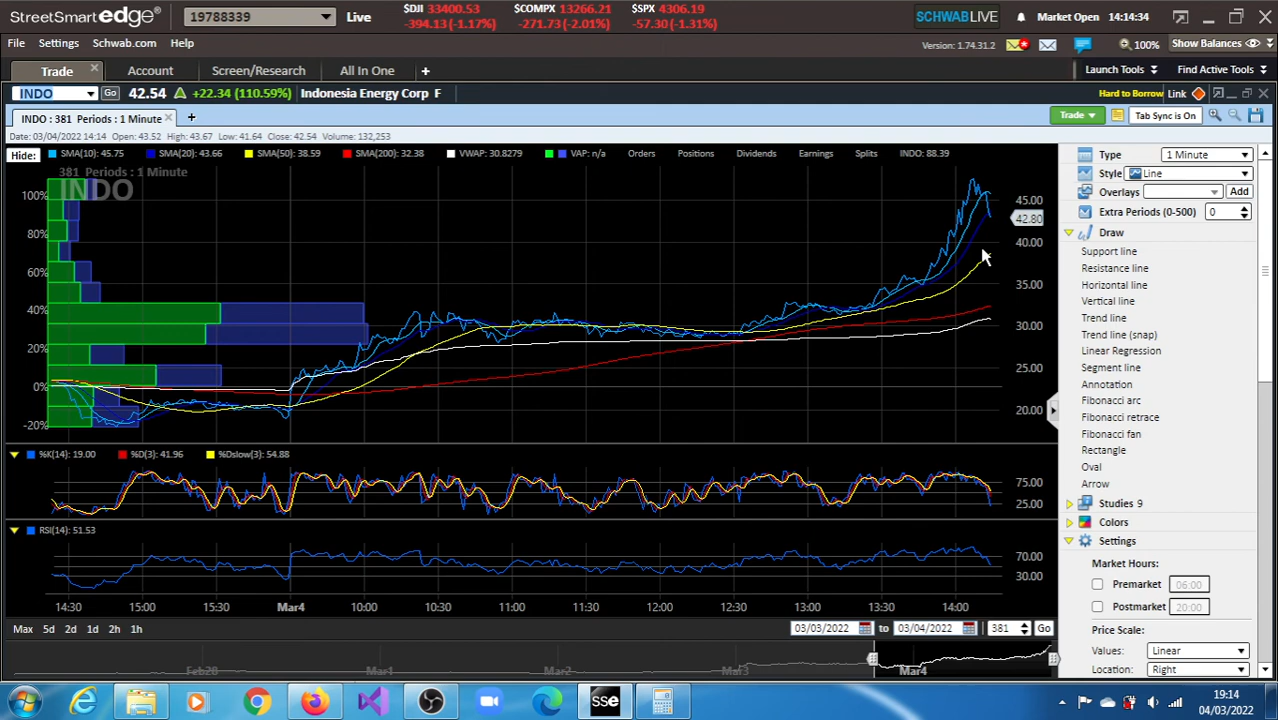 StreetSmart edge® 19788339 Live $DJI 33400.53 $COMPX 13266.21 $SPX 4306.19 SCHWABLIVE Market Open 14:14:34
-394.13 (-1.17%) -271.73 (-2.01%) -57.30 (-1.31%)
File Settings Schwab.com Help Version: 1.74.31.2 100% Show Balances
Trade Account Screen/Research All In One + Launch Tools Find Active Tools
INDO Go 42.54 +22.34 (110.59%) Indonesia Energy Corp F Hard to Borrow Link
INDO : 381 Periods : 1 Minute + Trade Tab Sync is On
Date: 03/04/2022 14:14 Open: 43.52 High: 43.67 Low: 41.64 Close: 42.54 Volume: 132,253
Hide: SMA(10): 45.75 SMA(20): 43.66 SMA(50): 38.59 SMA(200): 32.38 VWAP: 30.8279 VAP: n/a Orders Positions Dividends Earnings Splits INDO: 88.39
381 Periods : 1 Minute
INDO
100%
80%
60%
40%
20%
0%
-20%
45.00
42.80
40.00
35.00
30.00
25.00
20.00
%K(14): 19.00 %D(3): 41.96 %Dslow(3): 54.88
75.00
25.00
RSI(14): 51.53
70.00
30.00
14:30 15:00 15:30 Mar4 10:00 10:30 11:00 11:30 12:00 12:30 13:00 13:30 14:00
Max 5d 2d 1d 2h 1h 03/03/2022 to 03/04/2022 381 Go
Feb28 Mar1 Mar2 Mar3 Mar4
Type 1 Minute
Style Line
Overlays Add
Extra Periods (0-500) 0
Draw
Support line
Resistance line
Horizontal line
Vertical line
Trend line
Trend line (snap)
Linear Regression
Segment line
Annotation
Fibonacci arc
Fibonacci retrace
Fibonacci fan
Rectangle
Oval
Arrow
Studies 9
Colors
Settings
Market Hours:
Premarket 06:00
Postmarket 20:00
Price Scale:
Values: Linear
Location: Right
sse
19:14
04/03/2022